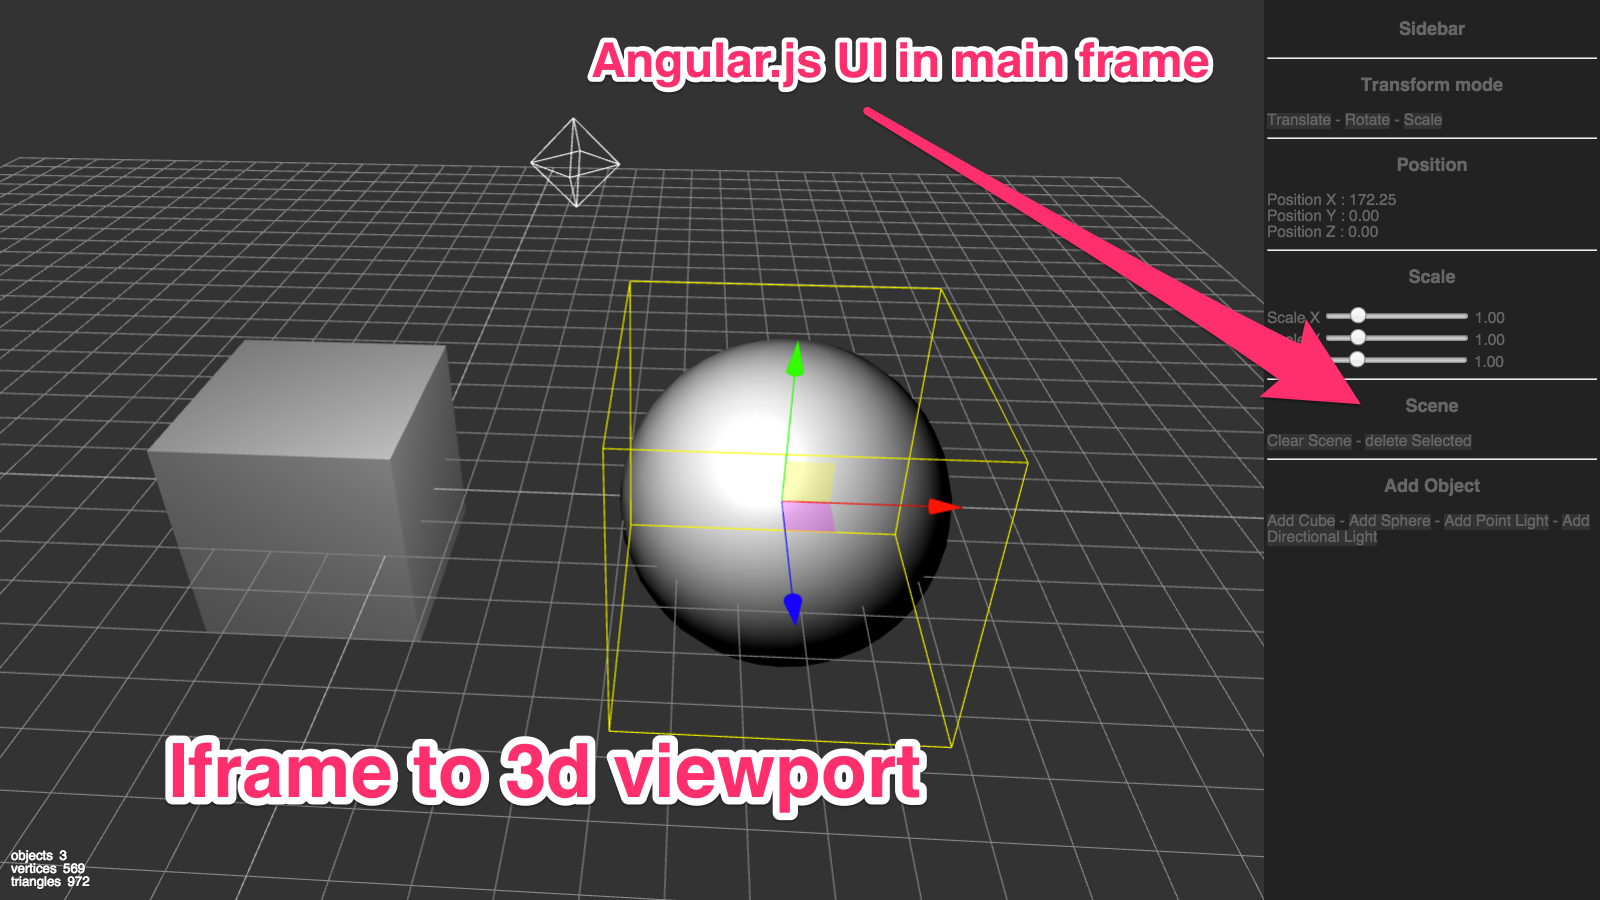 Angular.js UI in main frame
Iframe to 3d viewport
objects 3
vertices 569
triangles 972
Sidebar
Transform mode
Translate - Rotate - Scale
Position
Position X : 172.25
Position Y : 0.00
Position Z : 0.00
Scale
Scale X 1.00
1.00
1.00
Scene
Clear Scene - delete Selected
Add Object
Add Cube - Add Sphere - Add Point Light - Add
Directional Light